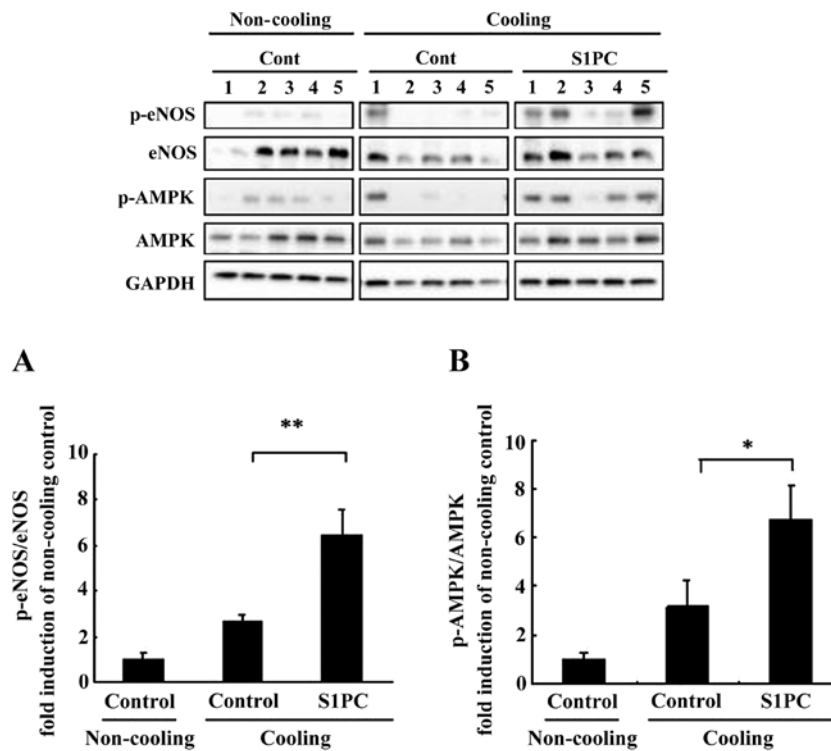 Non-cooling Cooling
Cont Cont S1PC
1 2 3 4 5 1 2 3 4 5 1 2 3 4 5
p-eNOS
eNOS
p-AMPK
AMPK
GAPDH
A
p-eNOS/eNOS
fold induction of non-cooling control
10
8
6
4
2
0
**
Control Control S1PC
Non-cooling Cooling
B
p-AMPK/AMPK
fold induction of non-cooling control
10
8
6
4
2
0
*
Control Control S1PC
Non-cooling Cooling